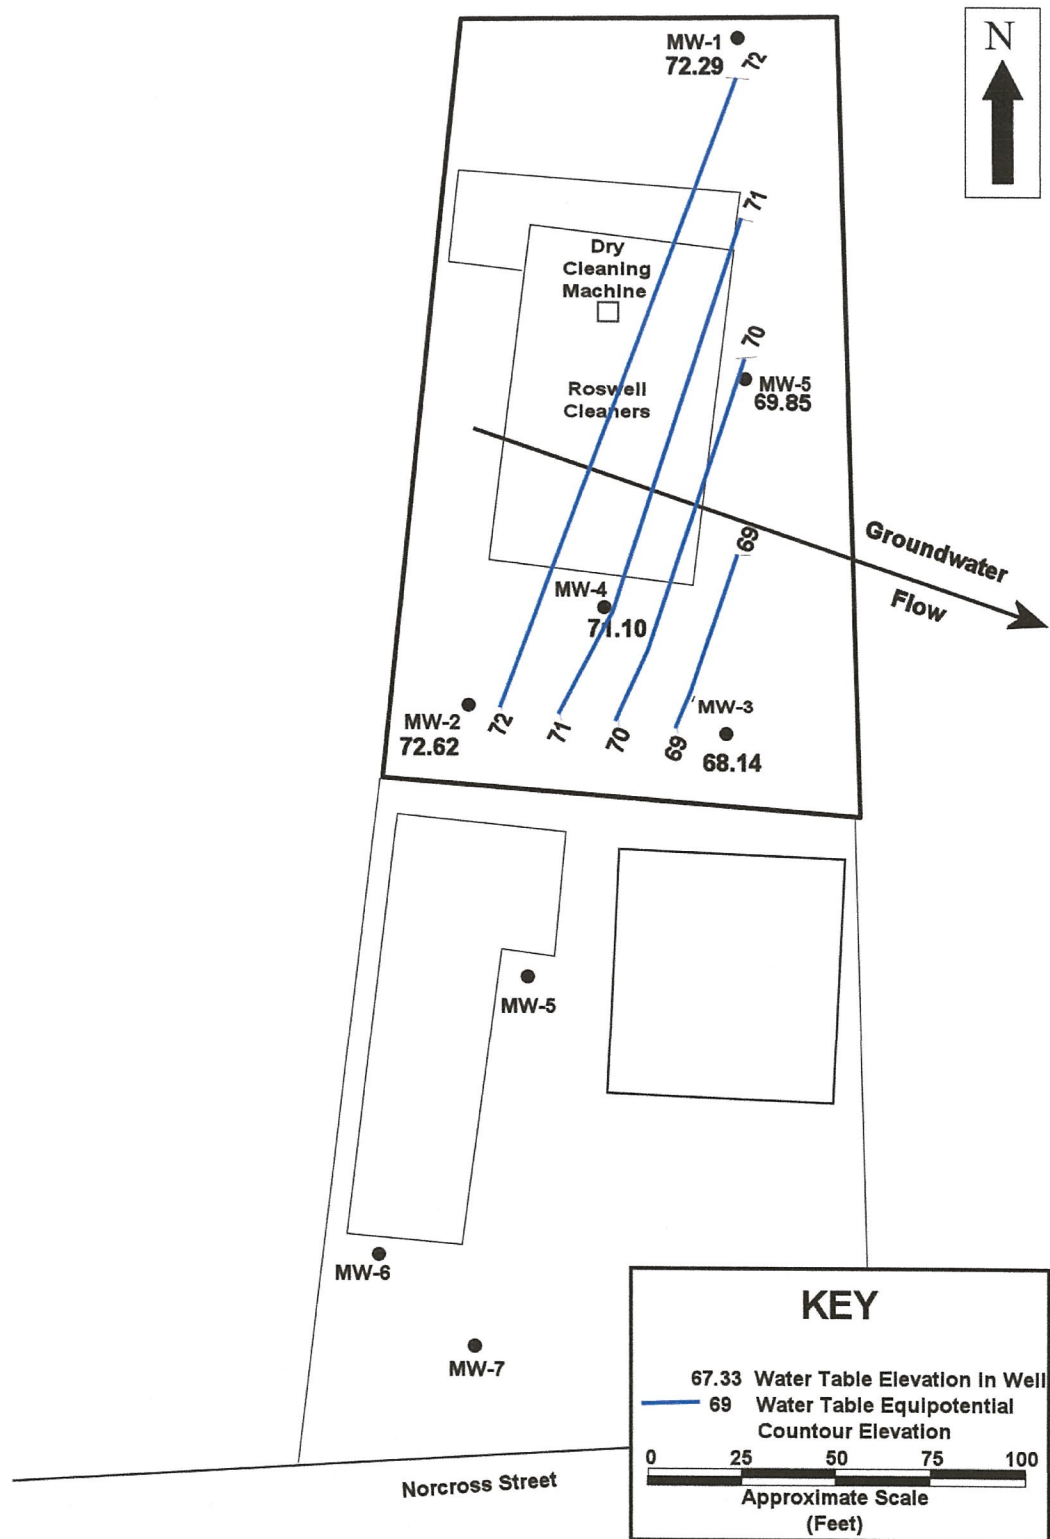 N
MW-1
72.29
72
71
Dry
Cleaning
Machine
70
MW-5
69.85
Roswell
Cleaners
Groundwater
Flow
69
MW-4
71.10
MW-3
68.14
MW-2
72.62
72
71
70
69
MW-5
MW-6
MW-7
Norcross Street
KEY
67.33 Water Table Elevation in Well
69 Water Table Equipotential
Countour Elevation
0 25 50 75 100
Approximate Scale
(Feet)